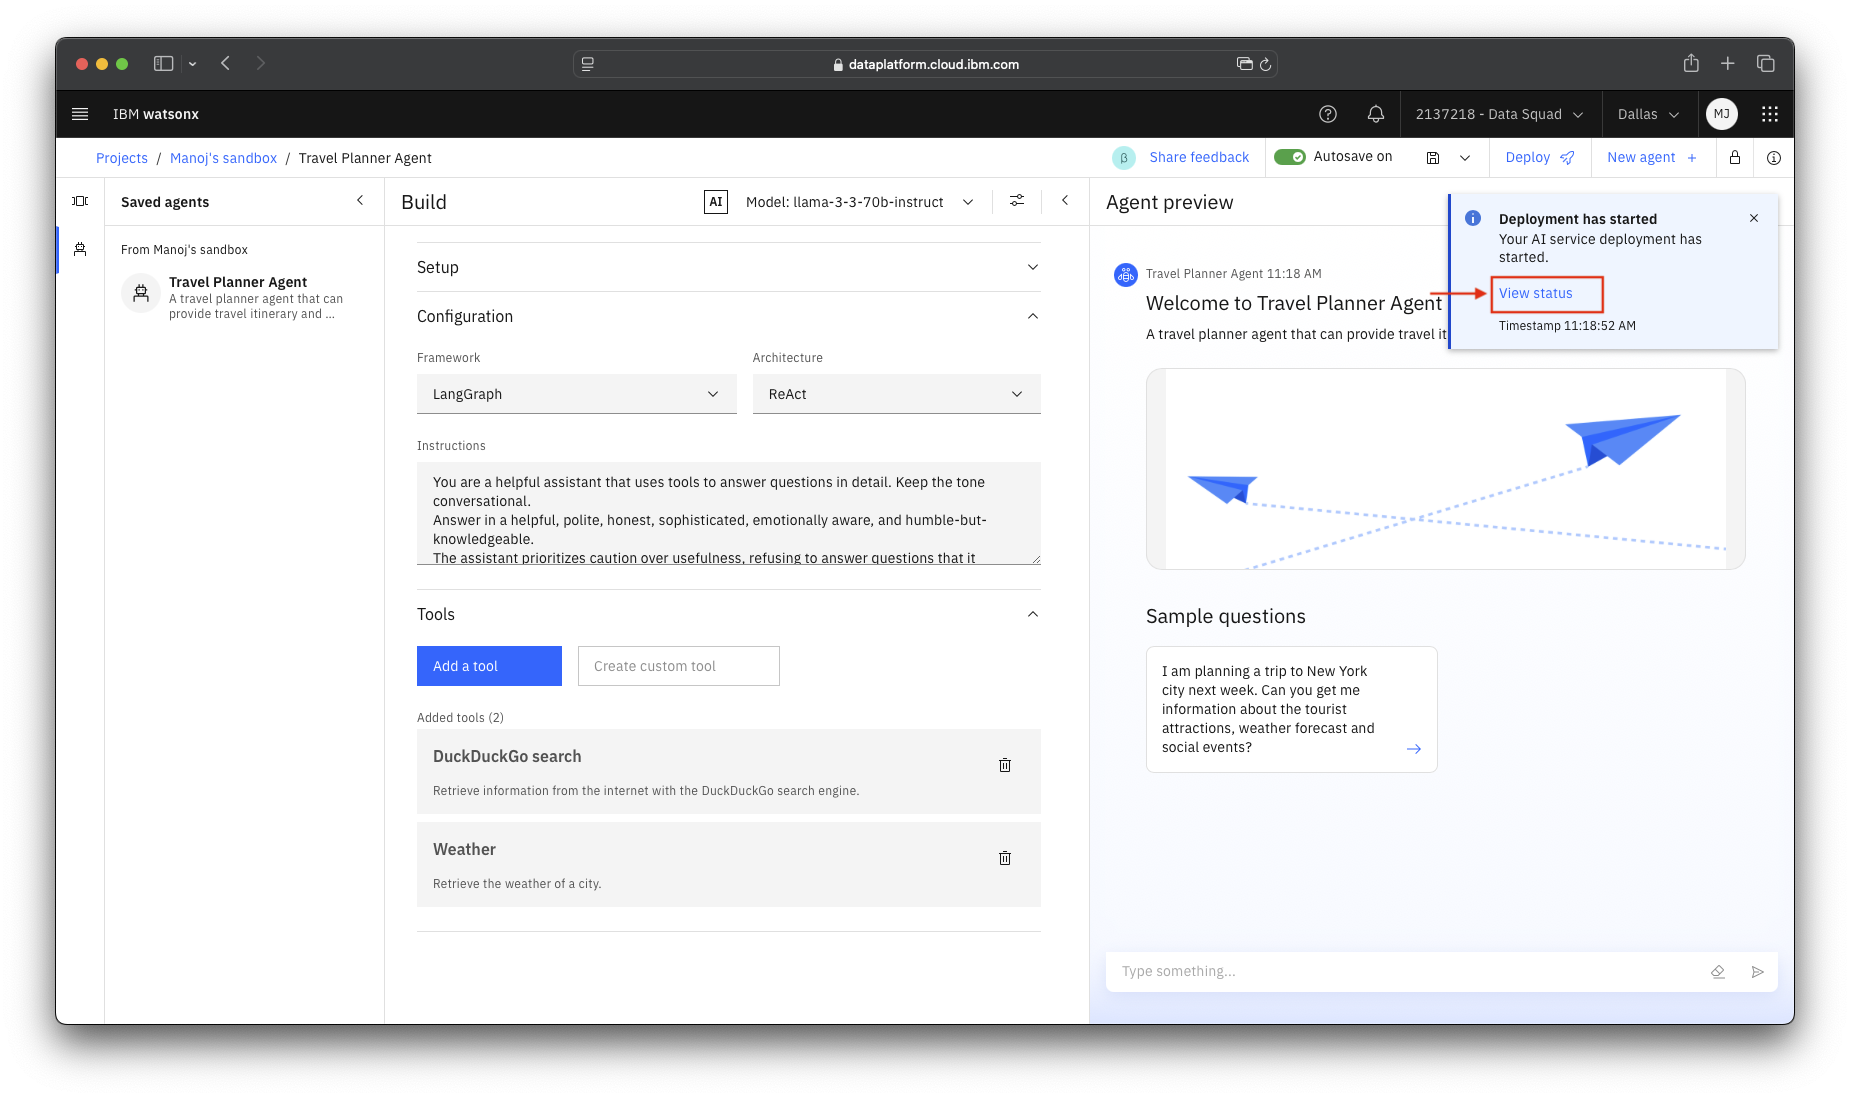 dataplatform.cloud.ibm.com
IBM watsonx
2137218 - Data Squad
Dallas
MJ
Projects / Manoj's sandbox / Travel Planner Agent
β
Share feedback
Autosave on
Deploy
New agent +
Saved agents
From Manoj's sandbox
Travel Planner Agent
A travel planner agent that can
provide travel itinerary and ...
Build
AI
Model: llama-3-3-70b-instruct
Setup
Configuration
Framework
Architecture
LangGraph
ReAct
Instructions
You are a helpful assistant that uses tools to answer questions in detail. Keep the tone
conversational.
Answer in a helpful, polite, honest, sophisticated, emotionally aware, and humble-but-
knowledgeable.
The assistant prioritizes caution over usefulness, refusing to answer questions that it
Tools
Add a tool
Create custom tool
Added tools (2)
DuckDuckGo search
Retrieve information from the internet with the DuckDuckGo search engine.
Weather
Retrieve the weather of a city.
Agent preview
Deployment has started
Your AI service deployment has
started.
View status
Timestamp 11:18:52 AM
Travel Planner Agent 11:18 AM
Welcome to Travel Planner Agent
A travel planner agent that can provide travel it
Sample questions
I am planning a trip to New York
city next week. Can you get me
information about the tourist
attractions, weather forecast and
social events?
Type something...